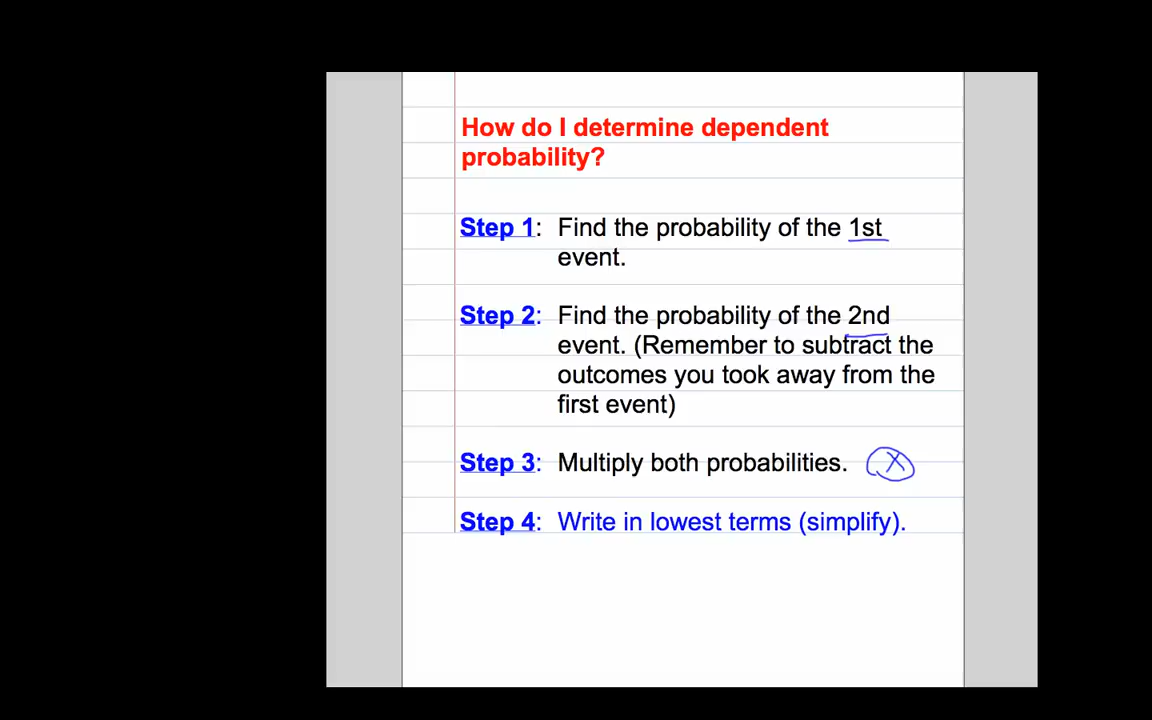 How do I determine dependent
probability?
Step 1: Find the probability of the 1st
event.
Step 2: Find the probability of the 2nd
event. (Remember to subtract the
outcomes you took away from the
first event)
Step 3: Multiply both probabilities. X
Step 4: Write in lowest terms (simplify).